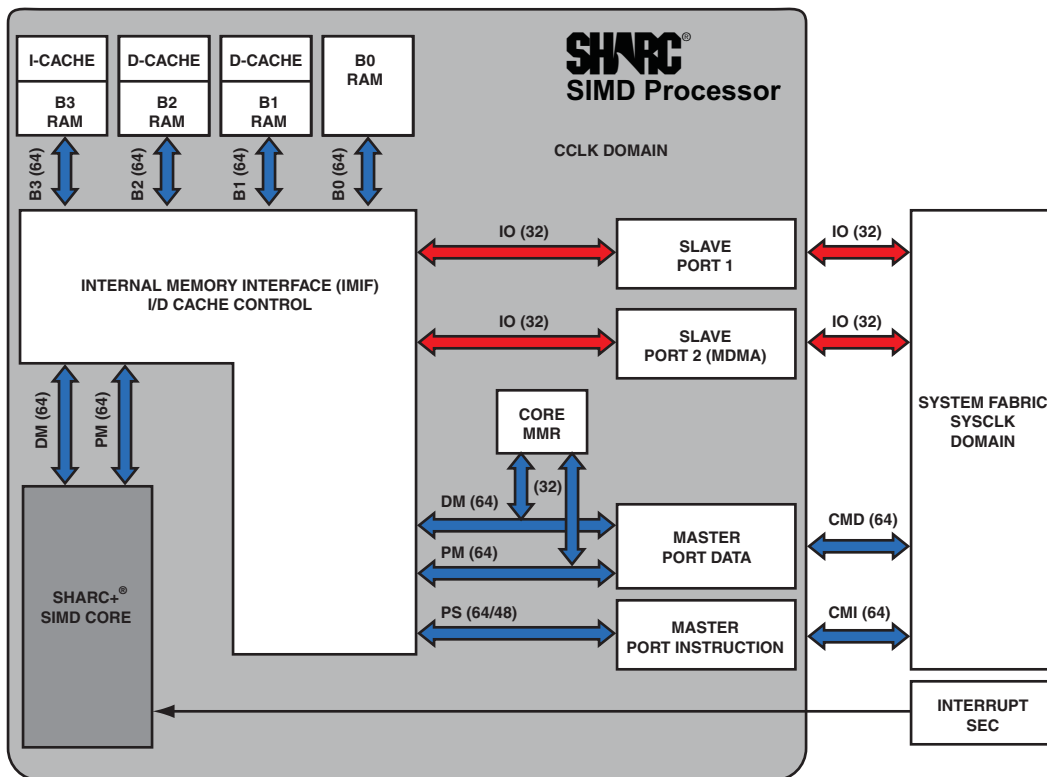 SHARC®
SIMD Processor
I-CACHE
B3
RAM
D-CACHE
B2
RAM
D-CACHE
B1
RAM
B0
RAM
CCLK DOMAIN
B3 (64)
B2 (64)
B1 (64)
B0 (64)
INTERNAL MEMORY INTERFACE (IMIF)
I/D CACHE CONTROL
IO (32)
SLAVE
PORT 1
IO (32)
IO (32)
SLAVE
PORT 2 (MDMA)
IO (32)
SYSTEM FABRIC
SYSCLK
DOMAIN
DM (64)
PM (64)
CORE
MMR
(32)
DM (64)
PM (64)
MASTER
PORT DATA
CMD (64)
SHARC+®
SIMD CORE
PS (64/48)
MASTER
PORT INSTRUCTION
CMI (64)
INTERRUPT
SEC